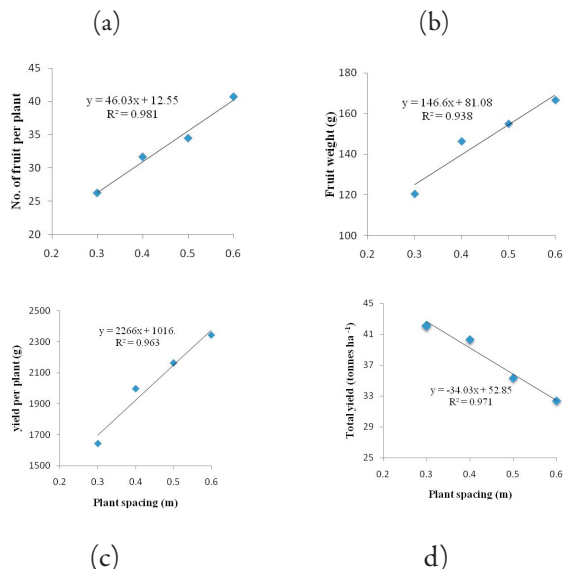 (a)
(b)
No. of fruit per plant
45
40
35
30
25
20
y = 46.03x + 12.55
R² = 0.981
0.2 0.3 0.4 0.5 0.6
Fruit weight (g)
180
160
140
120
100
y = 146.6x + 81.08
R² = 0.938
0.2 0.3 0.4 0.5 0.6
yield per plant (g)
2500
2300
2100
1900
1700
1500
y = 2266x + 1016.
R² = 0.963
0.2 0.3 0.4 0.5 0.6
Plant spacing (m)
Total yield (tonnes ha ⁻¹)
45
41
37
33
29
25
y = -34.03x + 52.85
R² = 0.971
0.2 0.3 0.4 0.5 0.6
Plant spacing (m)
(c)
d)